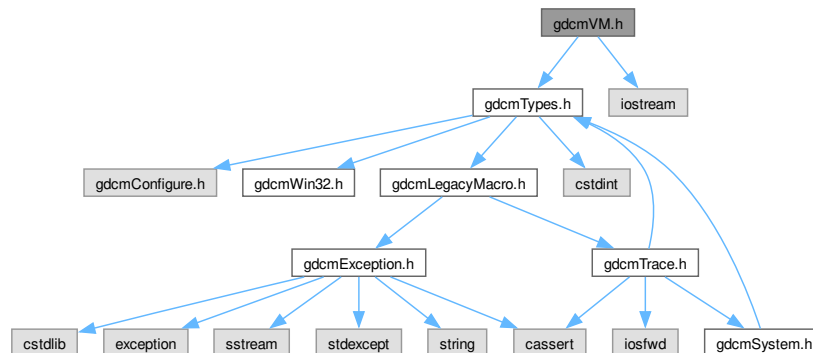 gdcmVM.h
gdcmTypes.h
iostream
gdcmConfigure.h
gdcmWin32.h
gdcmLegacyMacro.h
cstdint
gdcmException.h
gdcmTrace.h
cstdlib
exception
sstream
stdexcept
string
cassert
iosfwd
gdcmSystem.h